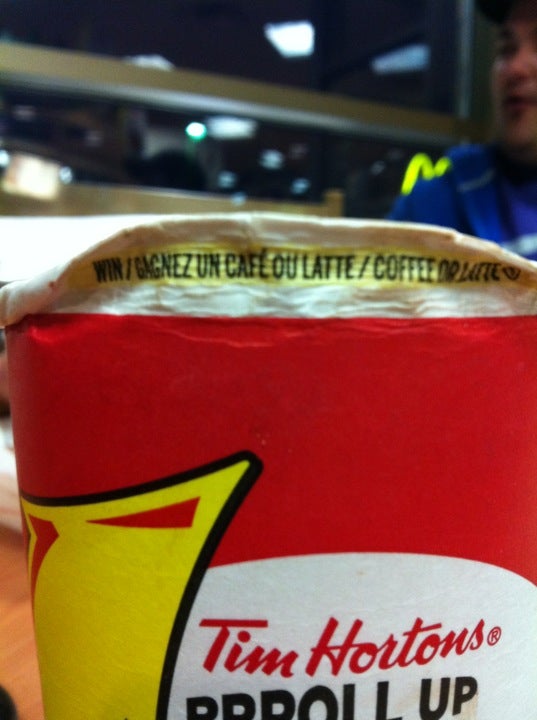 WIN / GAGNEZ UN CAFÉ OU LATTE / COFFEE OR LATTE
Tim Hortons®
RRROLL UP